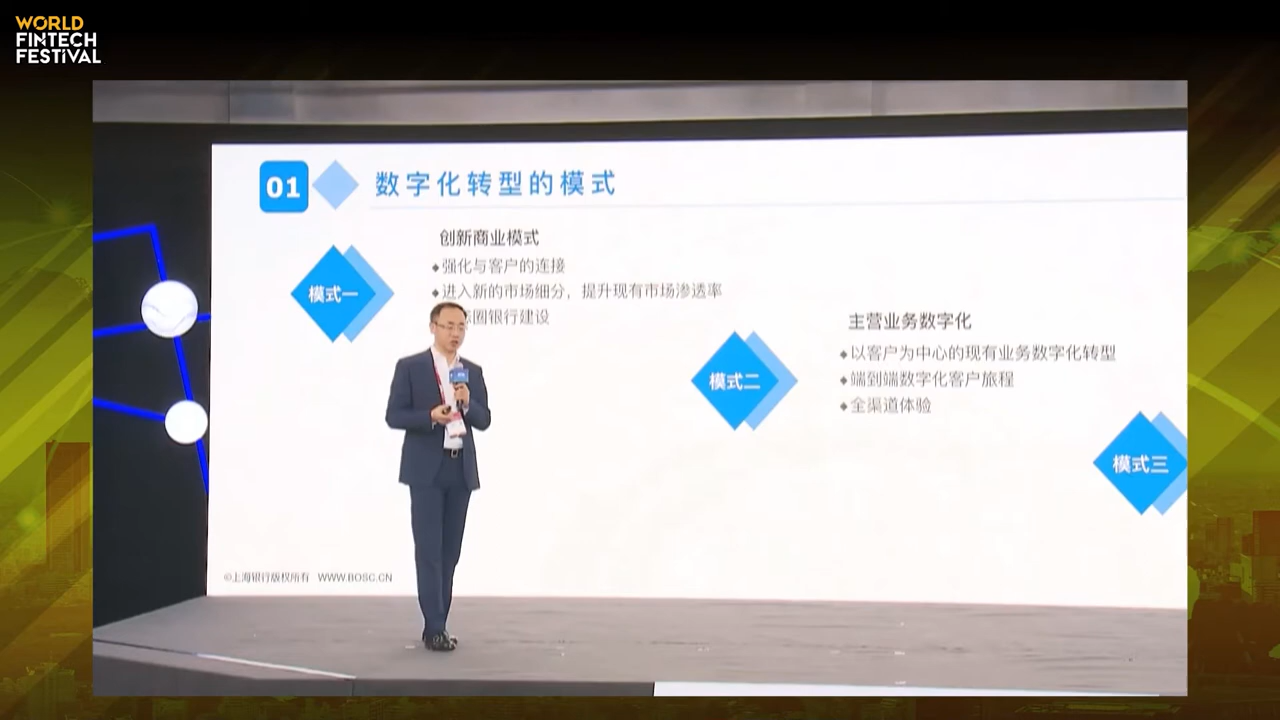 WORLD
FINTECH
FESTIVAL
01
数字化转型的模式
模式一
创新商业模式
强化与客户的连接
进入新的市场细分，提升现有市场渗透率
圈银行建设
模式二
主营业务数字化
以客户为中心的现有业务数字化转型
端到端数字化客户旅程
全渠道体验
模式三
©上海银行版权所有 WWW.BOSC.CN